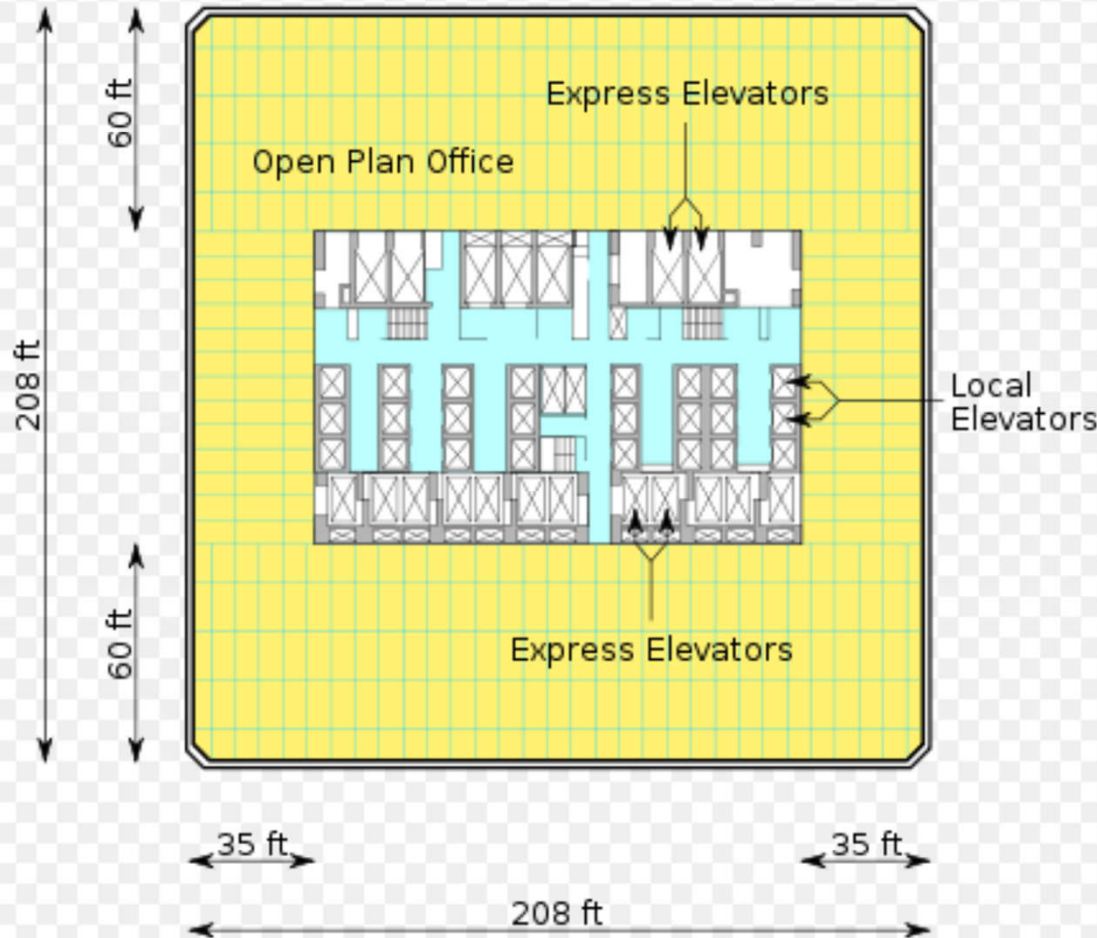 60 ft
Express Elevators
Open Plan Office
208 ft
Local
Elevators
60 ft
Express Elevators
35 ft
35 ft
208 ft